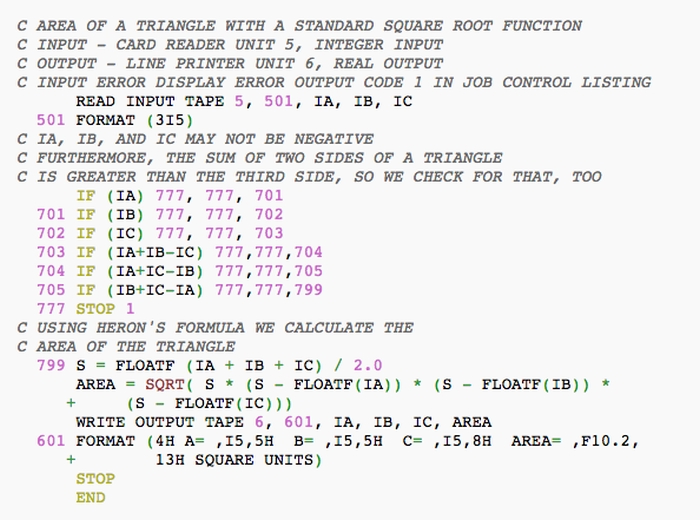 C AREA OF A TRIANGLE WITH A STANDARD SQUARE ROOT FUNCTION
C INPUT - CARD READER UNIT 5, INTEGER INPUT
C OUTPUT - LINE PRINTER UNIT 6, REAL OUTPUT
C INPUT ERROR DISPLAY ERROR OUTPUT CODE 1 IN JOB CONTROL LISTING
      READ INPUT TAPE 5, 501, IA, IB, IC
  501 FORMAT (3I5)
C IA, IB, AND IC MAY NOT BE NEGATIVE
C FURTHERMORE, THE SUM OF TWO SIDES OF A TRIANGLE
C IS GREATER THAN THE THIRD SIDE, SO WE CHECK FOR THAT, TOO
      IF (IA) 777, 777, 701
  701 IF (IB) 777, 777, 702
  702 IF (IC) 777, 777, 703
  703 IF (IA+IB-IC) 777,777,704
  704 IF (IA+IC-IB) 777,777,705
  705 IF (IB+IC-IA) 777,777,799
  777 STOP 1
C USING HERON'S FORMULA WE CALCULATE THE
C AREA OF THE TRIANGLE
  799 S = FLOATF (IA + IB + IC) / 2.0
      AREA = SQRT( S * (S - FLOATF(IA)) * (S - FLOATF(IB)) *
     +     (S - FLOATF(IC)))
      WRITE OUTPUT TAPE 6, 601, IA, IB, IC, AREA
  601 FORMAT (4H A= ,I5,5H  B= ,I5,5H  C= ,I5,8H  AREA= ,F10.2,
     +        13H SQUARE UNITS)
      STOP
      END